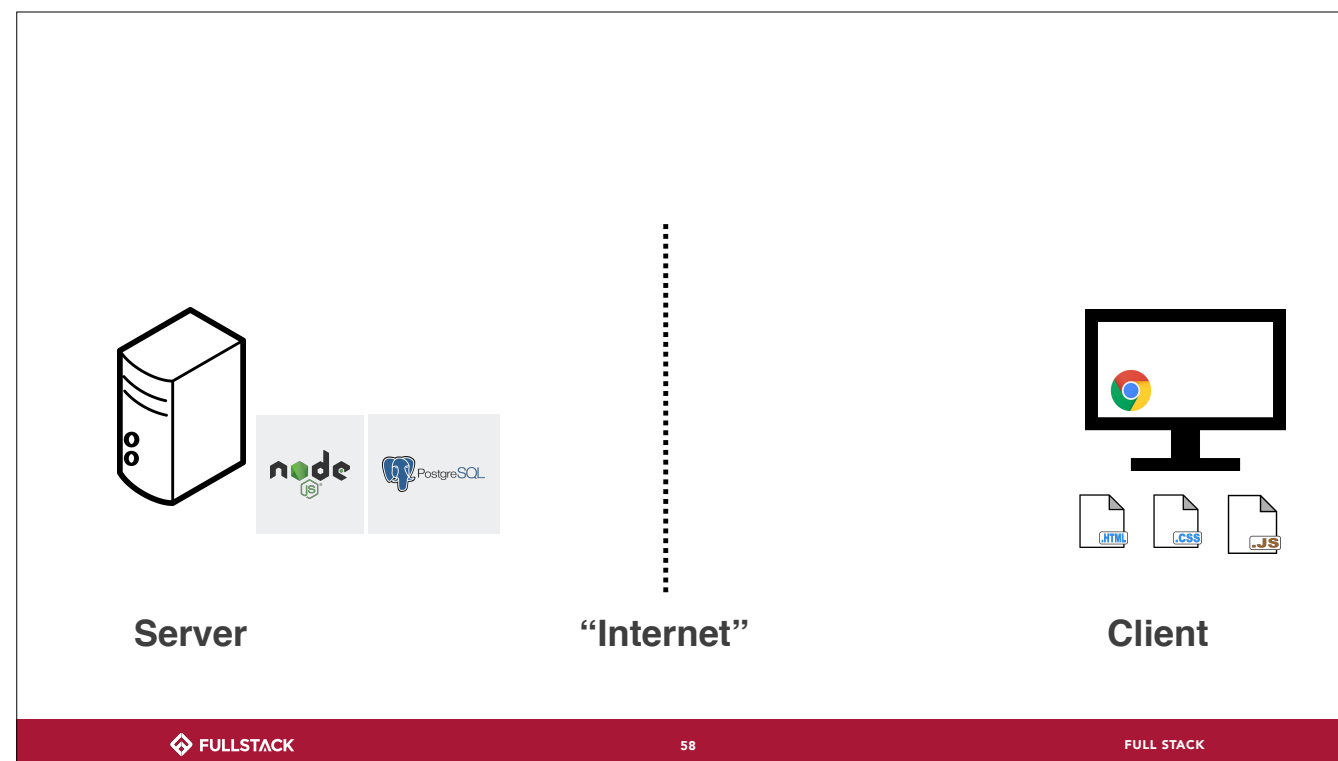 node
JS
PostgreSQL
.HTML
.CSS
.JS
Server
“Internet”
Client
FULLSTACK
58
FULL STACK